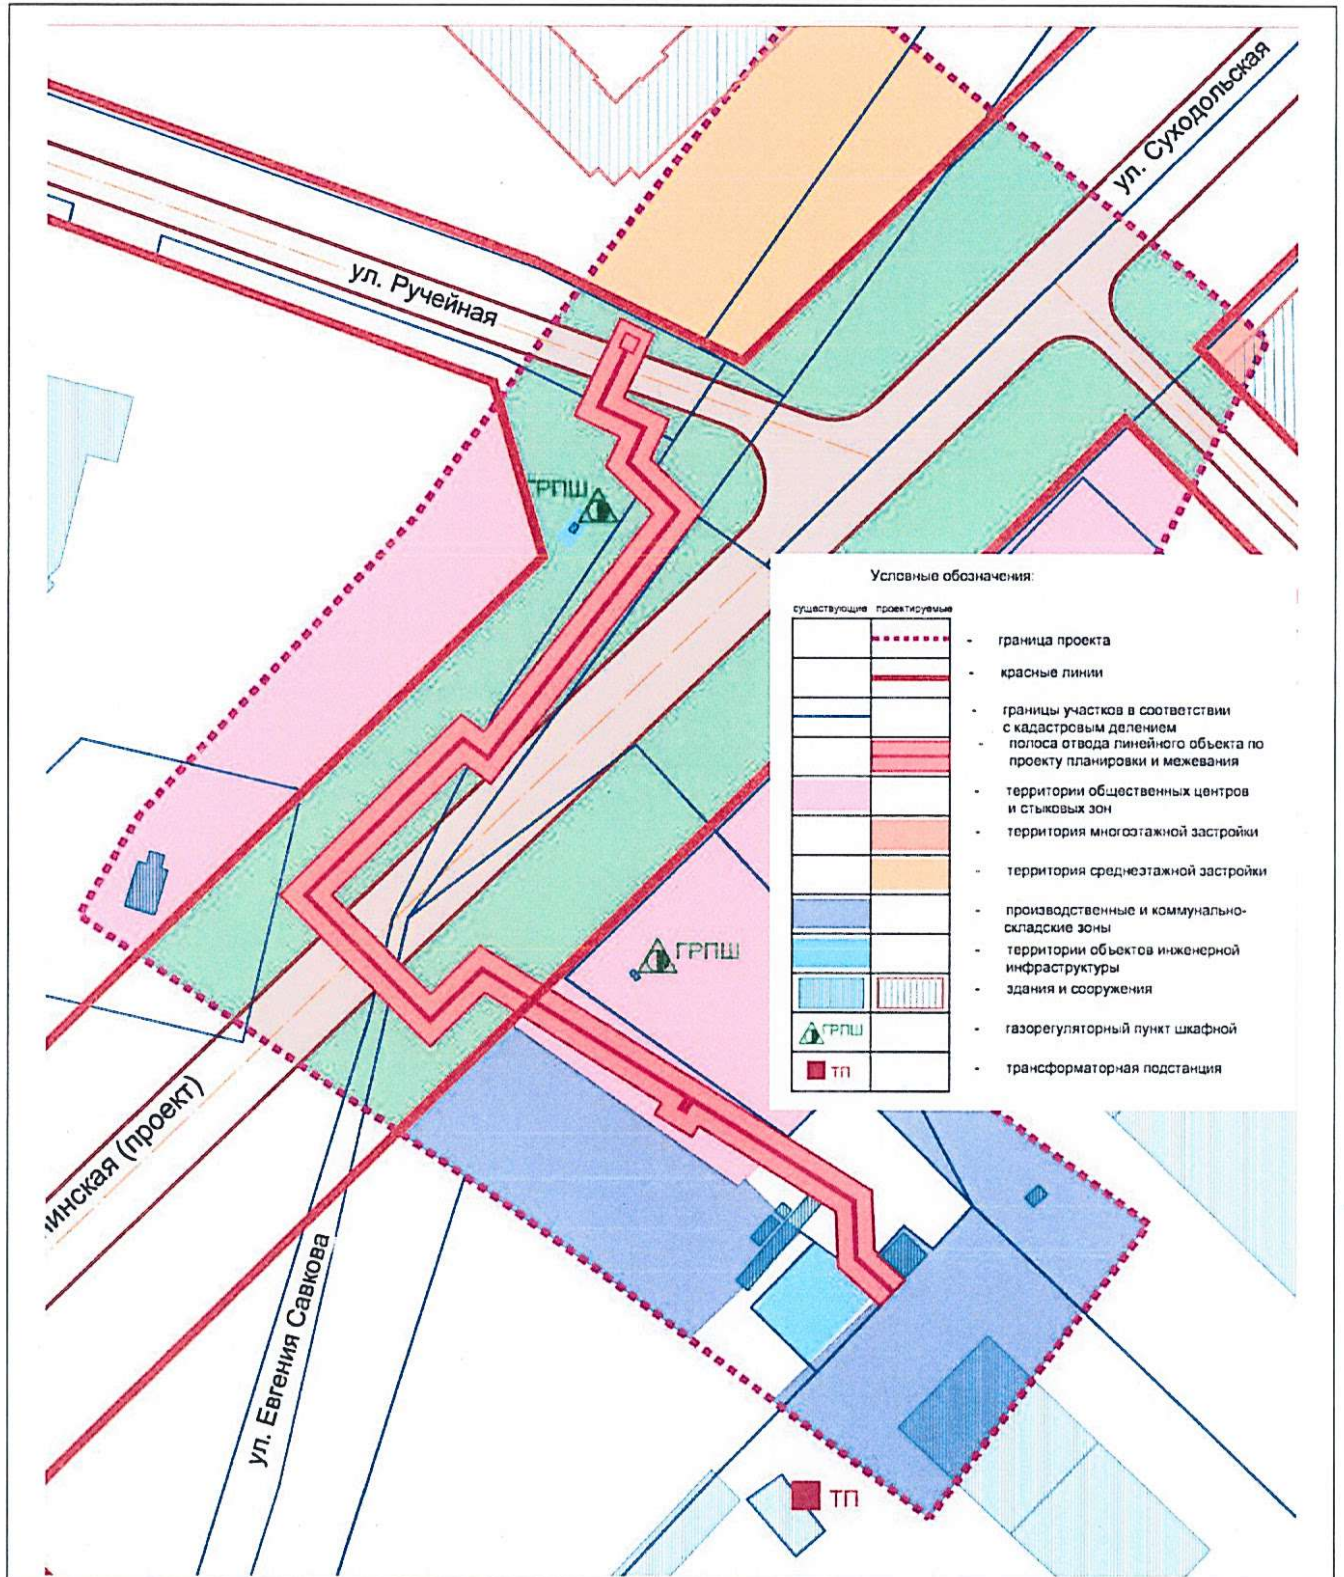 ул. Суходольская
ул. Ручейная
ГРПШ
Условные обозначения:
существующие проектируемые
- граница проекта
- красные линии
- границы участков в соответствии
с кадастровым делением
- полоса отвода линейного объекта по
проекту планировки и межевания
- территории общественных центров
и стыковых зон
- территория многоэтажной застройки
- территория среднеэтажной застройки
- производственные и коммунально-
складские зоны
- территории объектов инженерной
инфраструктуры
- здания и сооружения
ГРПШ - газорегуляторный пункт шкафной
ТП - трансформаторная подстанция
ГРПШ
инская (проект)
ул. Евгения Савкова
ТП